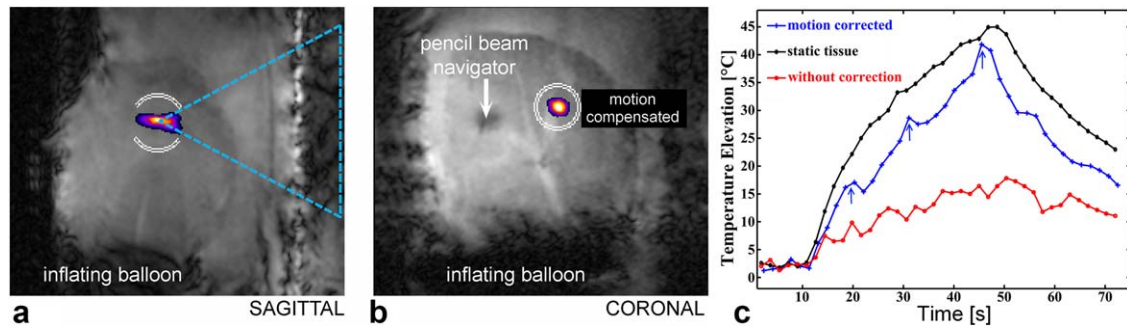 a
inflating balloon
SAGITTAL
pencil beam
navigator
motion
compensated
inflating balloon
b
CORONAL
motion corrected
static tissue
without correction
Temperature Elevation [°C]
45
40
35
30
25
20
15
10
5
0
10 20 30 40 50 60 70
Time [s]
c